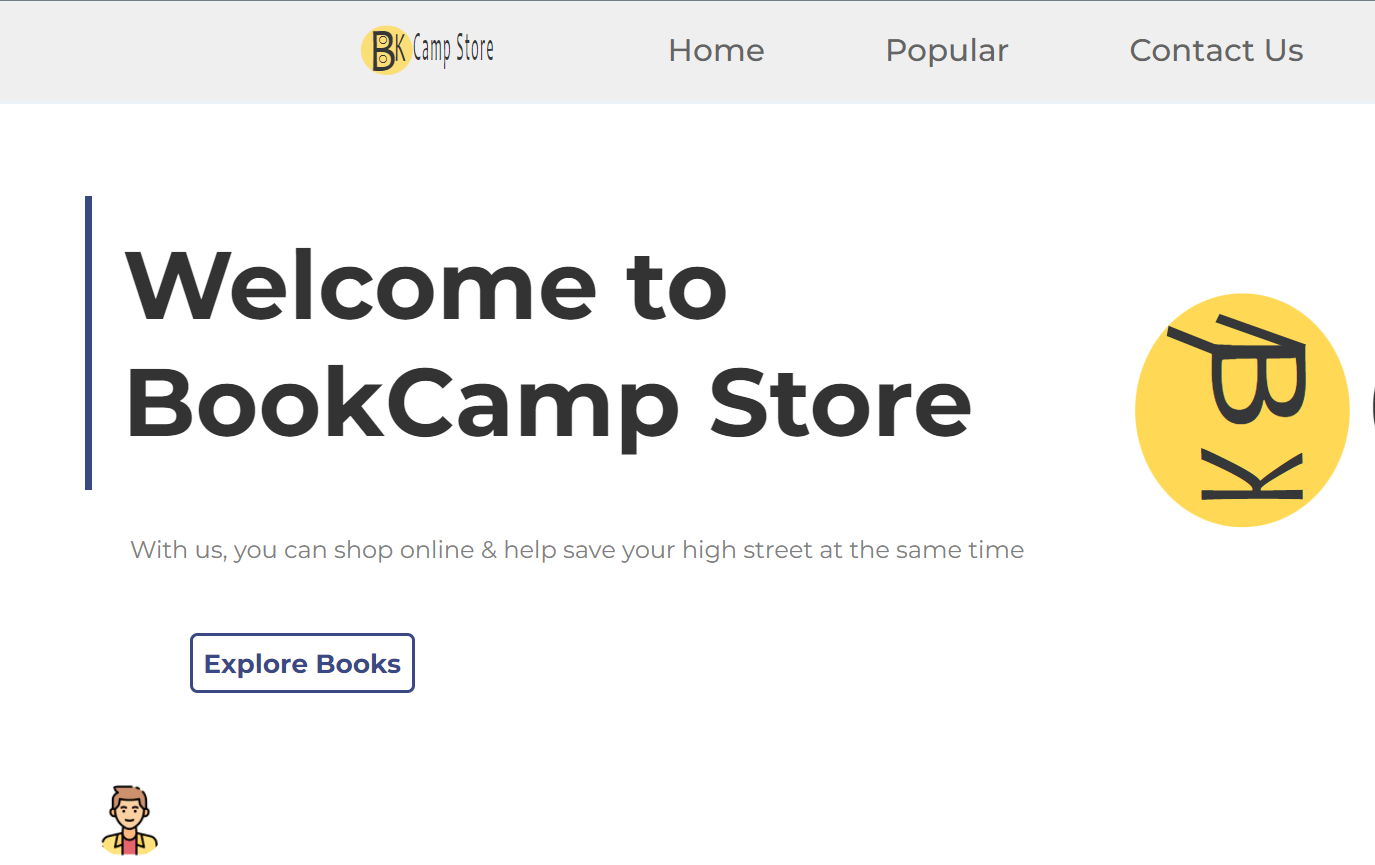 BK Camp Store
Home
Popular
Contact Us
Welcome to
BookCamp Store
BK
With us, you can shop online & help save your high street at the same time
Explore Books